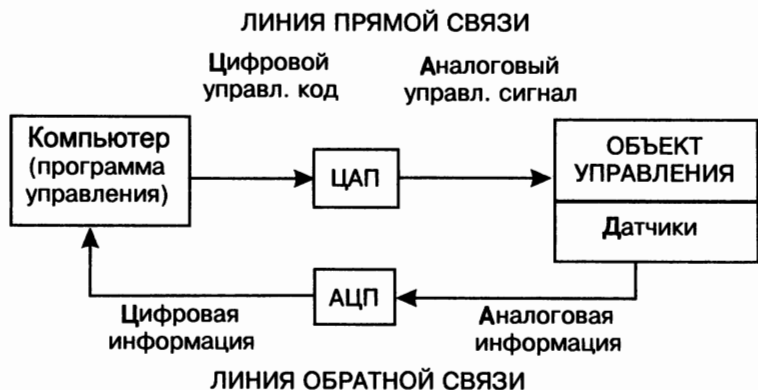 ЛИНИЯ ПРЯМОЙ СВЯЗИ
Цифровой
управл. код
Аналоговый
управл. сигнал
Компьютер
(программа
управления)
ЦАП
ОБЪЕКТ
УПРАВЛЕНИЯ
Датчики
АЦП
Цифровая
информация
Аналоговая
информация
ЛИНИЯ ОБРАТНОЙ СВЯЗИ